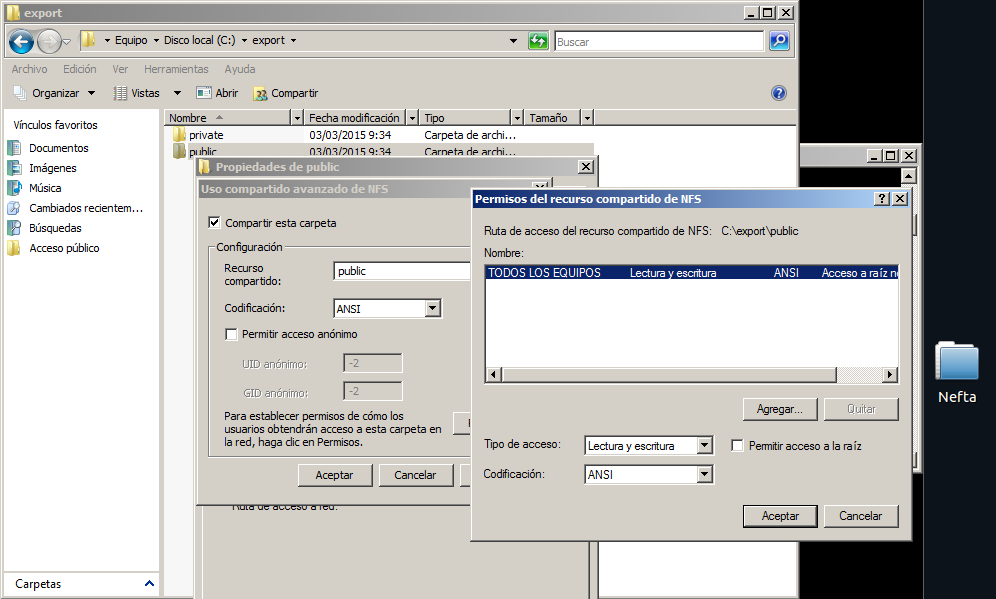 export
Equipo Disco local (C:) export
Buscar
Archivo Edición Ver Herramientas Ayuda
Organizar Vistas Abrir Compartir
Vínculos favoritos
Documentos
Imágenes
Música
Cambiados recientem...
Búsquedas
Acceso público
Carpetas
Nombre Fecha modificación Tipo Tamaño
private 03/03/2015 9:34 Carpeta de archi...
public 03/03/2015 9:34 Carpeta de archi...
Propiedades de public
Uso compartido avanzado de NFS
Compartir esta carpeta
Configuración
Recurso
compartido:
public
Codificación: ANSI
Permitir acceso anónimo
UID anónimo: -2
GID anónimo: -2
Para establecer permisos de cómo los
usuarios obtendrán acceso a esta carpeta en
la red, haga clic en Permisos.
Aceptar Cancelar
Ruta de acceso a red:
Permisos del recurso compartido de NFS
Ruta de acceso del recurso compartido de NFS: C:\export\public
Nombre:
TODOS LOS EQUIPOS Lectura y escritura ANSI Acceso a raíz
Agregar... Quitar
Tipo de acceso: Lectura y escritura Permitir acceso a la raíz
Codificación: ANSI
Aceptar Cancelar
Nefta